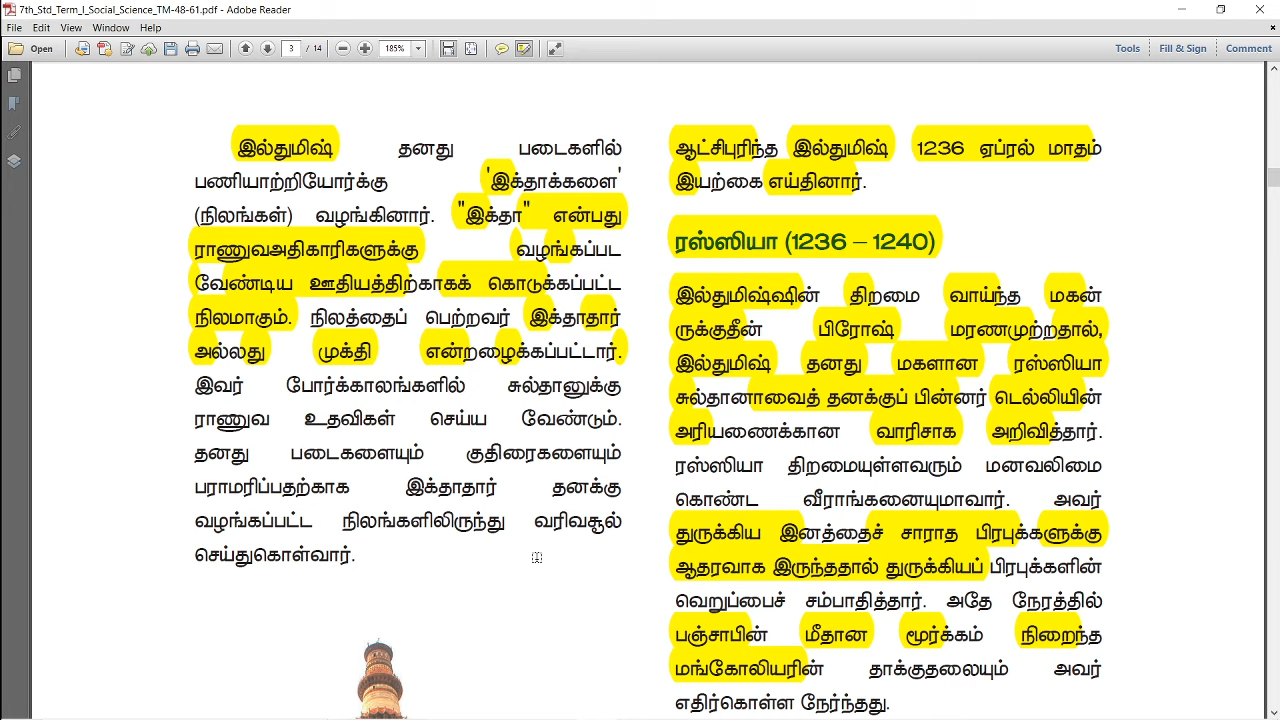 7th_Std_Term_I_Social_Science_TM-48-61.pdf - Adobe Reader
File Edit View Window Help
Open 3 / 14 185% Tools Fill & Sign Comment
இல்துமிஷ் தனது படைகளில்
பணியாற்றியோர்க்கு 'இக்தாக்களை'
(நிலங்கள்) வழங்கினார். "இக்தா" என்பது
ராணுவஅதிகாரிகளுக்கு வழங்கப்பட
வேண்டிய ஊதியத்திற்காகக் கொடுக்கப்பட்ட
நிலமாகும். நிலத்தைப் பெற்றவர் இக்தாதார்
அல்லது முக்தி என்றழைக்கப்பட்டார்.
இவர் போர்க்காலங்களில் சுல்தானுக்கு
ராணுவ உதவிகள் செய்ய வேண்டும்.
தனது படைகளையும் குதிரைகளையும்
பராமரிப்பதற்காக இக்தாதார் தனக்கு
வழங்கப்பட்ட நிலங்களிலிருந்து வரிவசூல்
செய்துகொள்வார்.
ஆட்சிபுரிந்த இல்துமிஷ் 1236 ஏப்ரல் மாதம்
இயற்கை எய்தினார்.
ரஸ்ஸியா (1236 – 1240)
இல்துமிஷ்ஷின் திறமை வாய்ந்த மகன்
ருக்குதீன் பிரோஷ் மரணமுற்றதால்,
இல்துமிஷ் தனது மகளான ரஸ்ஸியா
சுல்தானாவைத் தனக்குப் பின்னர் டெல்லியின்
அரியணைக்கான வாரிசாக அறிவித்தார்.
ரஸ்ஸியா திறமையுள்ளவரும் மனவலிமை
கொண்ட வீராங்கனையுமாவார். அவர்
துருக்கிய இனத்தைச் சாராத பிரபுக்களுக்கு
ஆதரவாக இருந்ததால் துருக்கியப் பிரபுக்களின்
வெறுப்பைச் சம்பாதித்தார். அதே நேரத்தில்
பஞ்சாபின் மீதான மூர்க்கம் நிறைந்த
மங்கோலியரின் தாக்குதலையும் அவர்
எதிர்கொள்ள நேர்ந்தது.